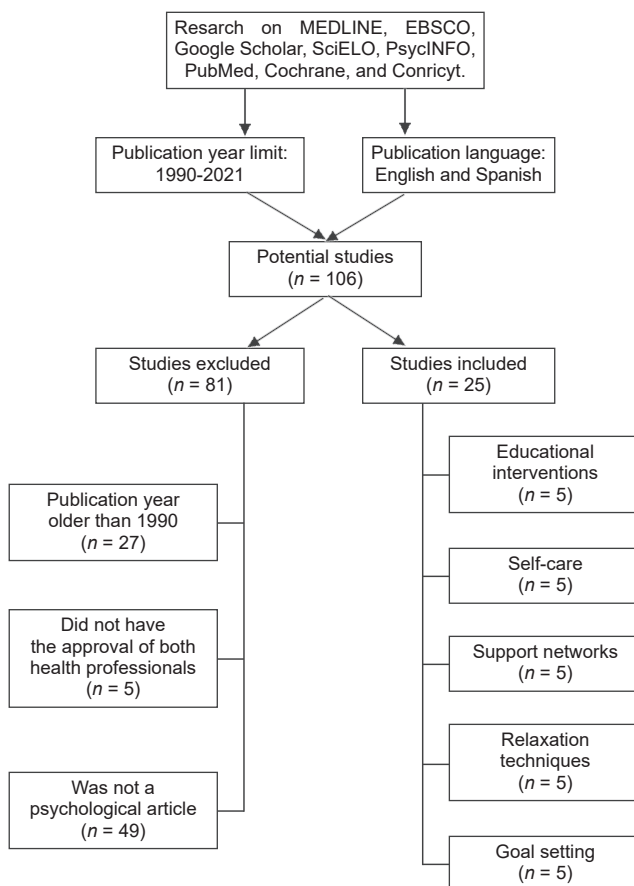 Resarch on MEDLINE, EBSCO,
Google Scholar, SciELO, PsycINFO,
PubMed, Cochrane, and Conricyt.
Publication year limit:
1990-2021
Publication language:
English and Spanish
Potential studies
(n = 106)
Studies excluded
(n = 81)
Studies included
(n = 25)
Publication year
older than 1990
(n = 27)
Did not have
the approval of both
health professionals
(n = 5)
Was not a
psychological article
(n = 49)
Educational
interventions
(n = 5)
Self-care
(n = 5)
Support networks
(n = 5)
Relaxation
techniques
(n = 5)
Goal setting
(n = 5)